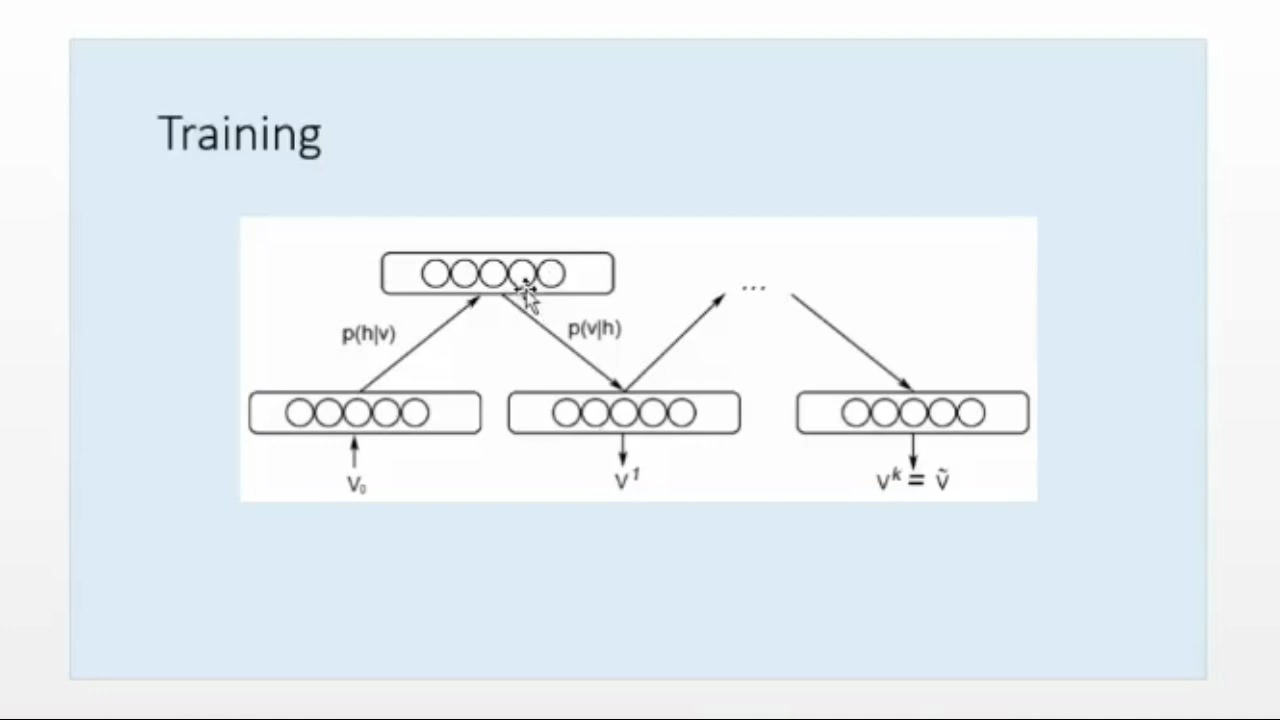 Training
...
p(h|v)
p(v|h)
V₀
V¹
vᵏ = ṽ